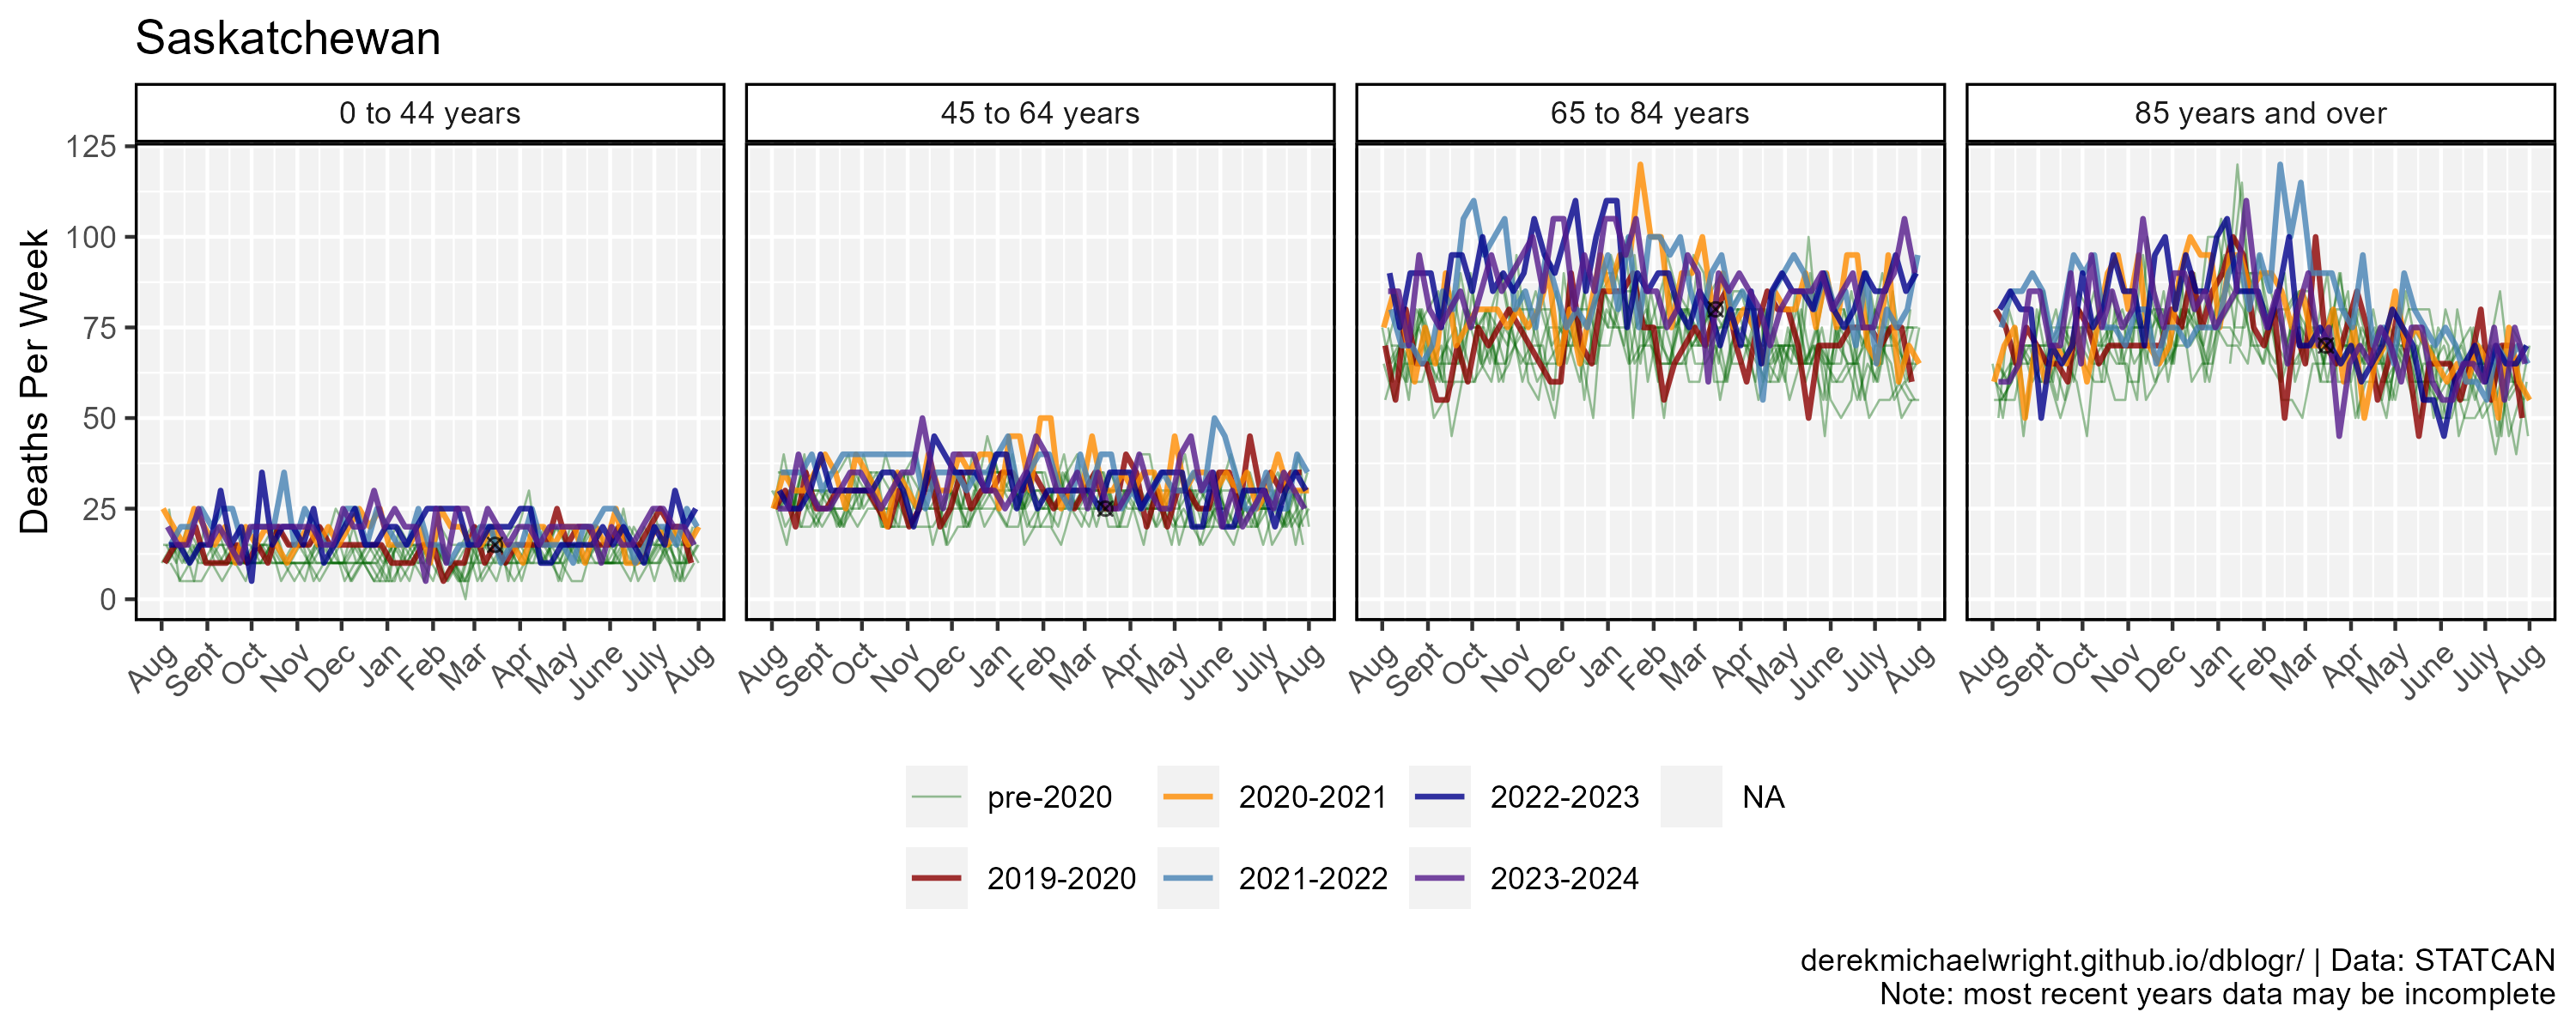 Saskatchewan
0 to 44 years
45 to 64 years
65 to 84 years
85 years and over
Deaths Per Week
125
100
75
50
25
0
Aug Sept Oct Nov Dec Jan Feb Mar Apr May June July Aug
Aug Sept Oct Nov Dec Jan Feb Mar Apr May June July Aug
Aug Sept Oct Nov Dec Jan Feb Mar Apr May June July Aug
Aug Sept Oct Nov Dec Jan Feb Mar Apr May June July Aug
pre-2020 2020-2021 2022-2023 NA
2019-2020 2021-2022 2023-2024
derekmichaelwright.github.io/dblogr/ | Data: STATCAN
Note: most recent years data may be incomplete